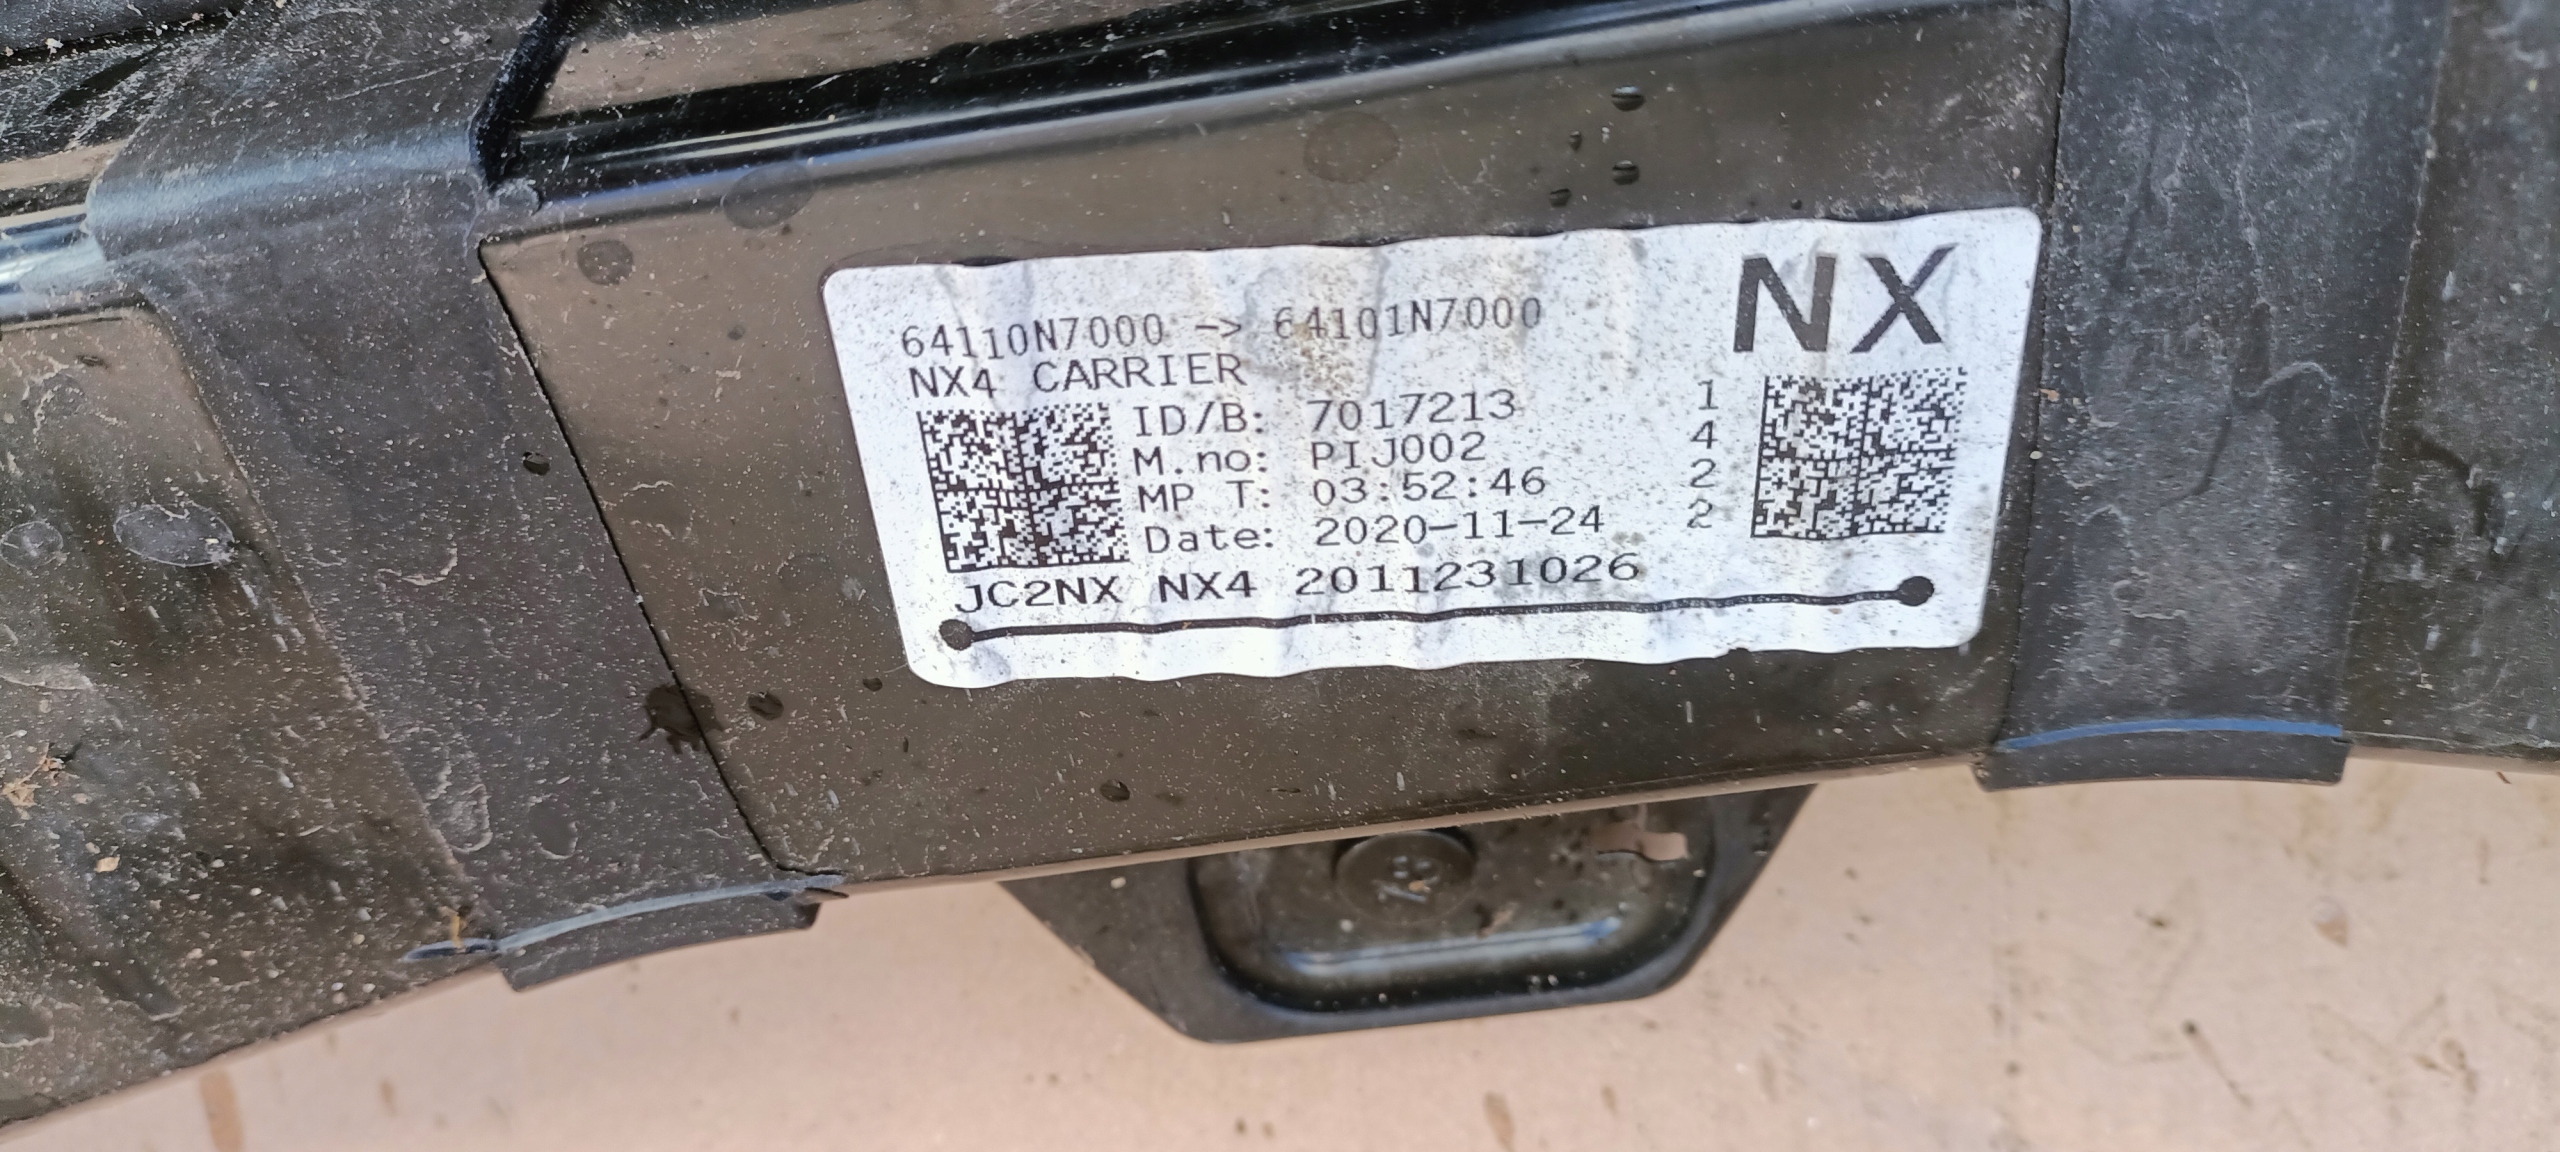 NX
64110N7000 -> 64101N7000
NX4 CARRIER
ID/B: 7017213
M.no: PIJ002
MP T: 03:52:46
Date: 2020-11-24
1
4
2
2
JC2NX NX4 2011231026